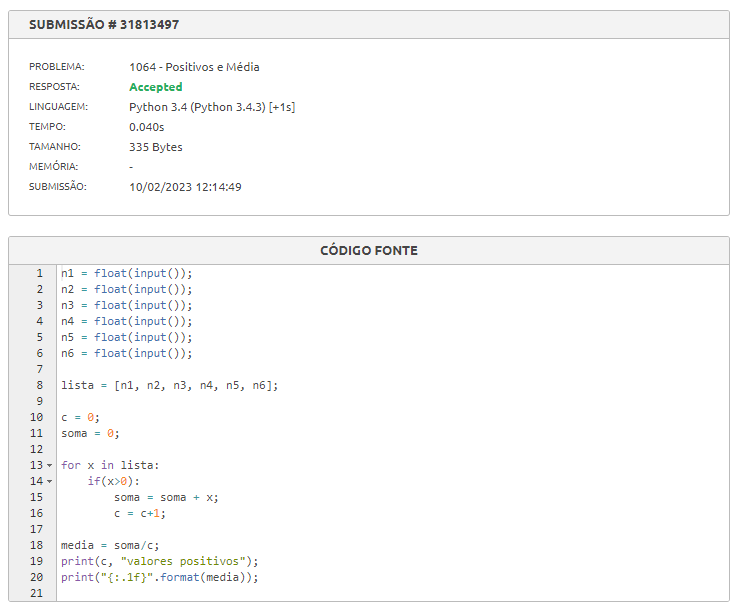 SUBMISSÃO # 31813497
PROBLEMA: 1064 - Positivos e Média
RESPOSTA: Accepted
LINGUAGEM: Python 3.4 (Python 3.4.3) [+1s]
TEMPO: 0.040s
TAMANHO: 335 Bytes
MEMÓRIA: -
SUBMISSÃO: 10/02/2023 12:14:49
CÓDIGO FONTE
1 n1 = float(input());
2 n2 = float(input());
3 n3 = float(input());
4 n4 = float(input());
5 n5 = float(input());
6 n6 = float(input());
7
8 lista = [n1, n2, n3, n4, n5, n6];
9
10 c = 0;
11 soma = 0;
12
13 for x in lista:
14     if(x>0):
15         soma = soma + x;
16         c = c+1;
17
18 media = soma/c;
19 print(c, "valores positivos");
20 print("{:.1f}".format(media));
21